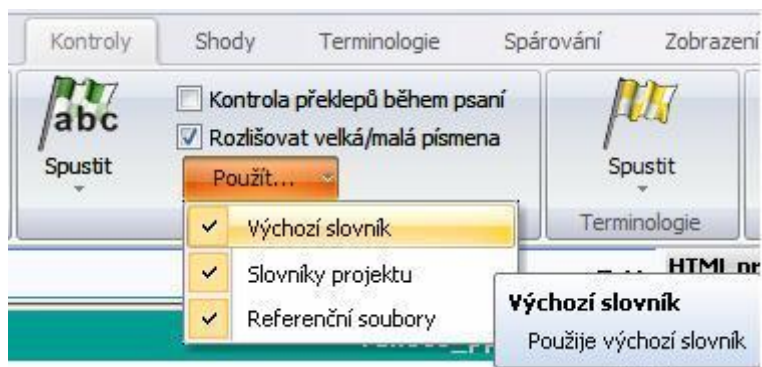 Kontroly Shody Terminologie Spárování Zobrazení
abc
Spustit
Kontrola překlepů během psaní
Rozlišovat velká/malá písmena
Použít...
Výchozí slovník
Slovníky projektu
Referenční soubory
Spustit
Terminologie
HTML
Výchozí slovník
Použije výchozí slovník